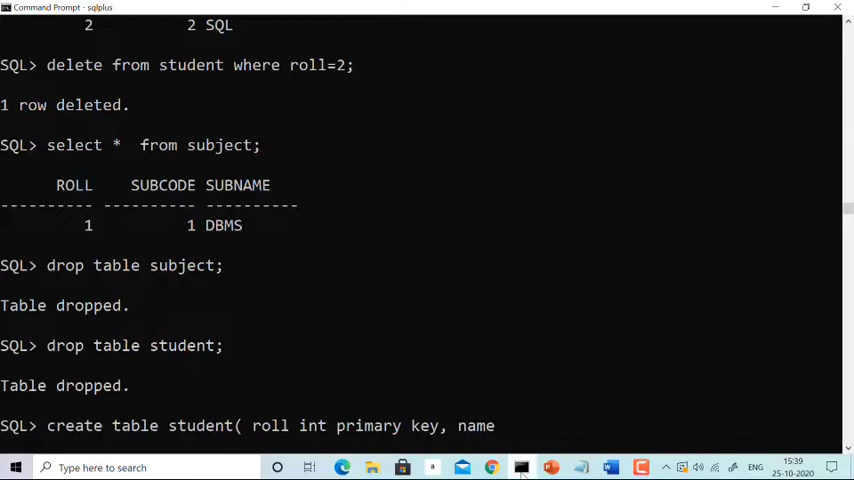 Command Prompt - sqlplus
2 2 SQL
SQL> delete from student where roll=2;
1 row deleted.
SQL> select * from subject;
ROLL SUBCODE SUBNAME
---------- ---------- ----------
1 1 DBMS
SQL> drop table subject;
Table dropped.
SQL> drop table student;
Table dropped.
SQL> create table student( roll int primary key, name
Type here to search
a
ENG
15:39
25-10-2020